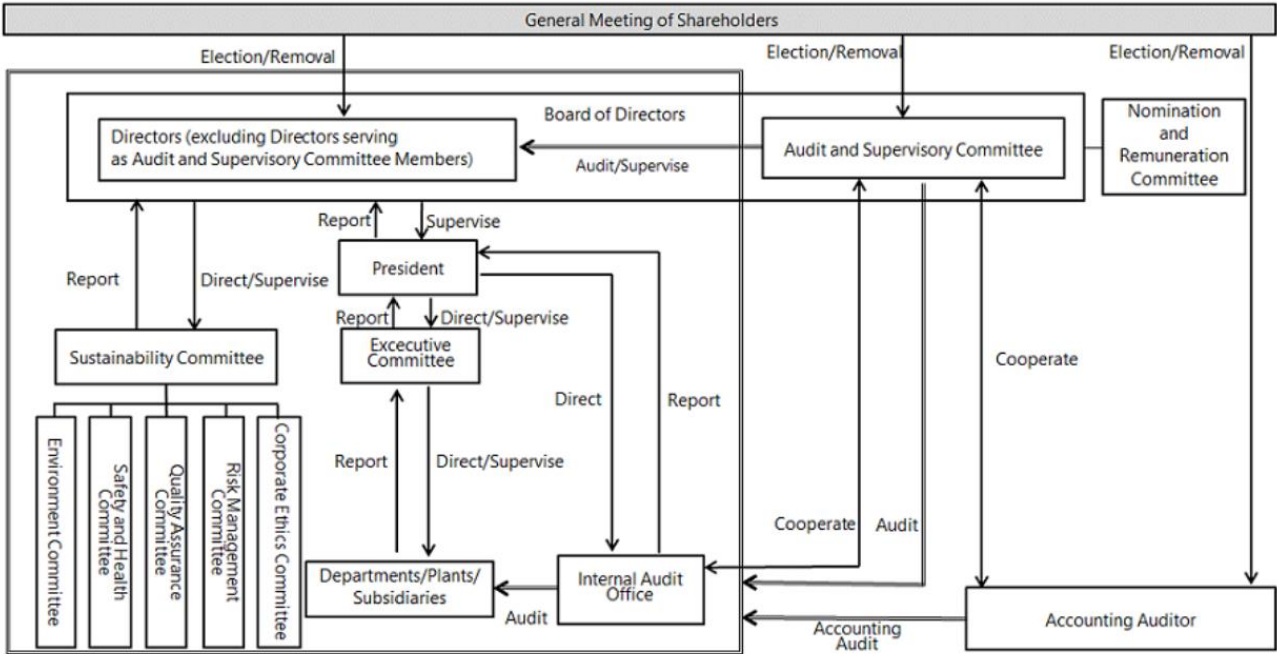 General Meeting of Shareholders
Election/Removal
Election/Removal
Election/Removal
Board of Directors
Directors (excluding Directors serving
as Audit and Supervisory Committee Members)
Audit/Supervise
Audit and Supervisory Committee
Nomination
and
Remuneration
Committee
Report
Supervise
President
Report
Direct/Supervise
Report
Direct/Supervise
Sustainability Committee
Excecutive
Committee
Cooperate
Direct
Report
Environment Committee
Safety and Health
Committee
Quality Assurance
Committee
Risk Management
Committee
Corporate Ethics Committee
Report
Direct/Supervise
Cooperate
Audit
Departments/Plants/
Subsidiaries
Audit
Internal Audit
Office
Accounting
Audit
Accounting Auditor